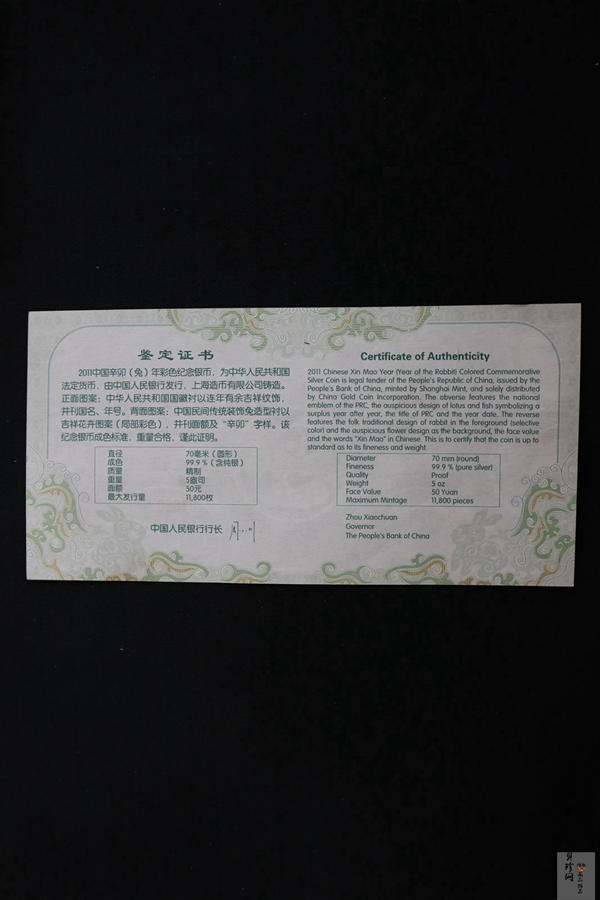 鉴定证书
2011中国辛卯（兔）年彩色纪念银币，为中华人民共和国
法定货币，由中国人民银行发行，上海造币有限公司铸造。
正面图案：中华人民共和国国徽衬以连年有余吉祥纹饰，
并刊国名、年号。背面图案：中国民间传统装饰兔造型衬以
吉祥花卉图案（局部彩色），并刊面额及“辛卯”字样。该
纪念银币成色标准，重量合格，谨此证明。
直径 70毫米（圆形）
成色 99.9%（含纯银）
质量 精制
重量 5盎司
面额 50元
最大发行量 11,800枚
中国人民银行行长
Certificate of Authenticity
2011 Chinese Xin Mao Year (Year of the Rabbit) Colored Commemorative
Silver Coin is legal tender of the People's Republic of China, issued by the
People's Bank of China, minted by Shanghai Mint, and solely distributed
by China Gold Coin Incorporation. The obverse features the national
emblem of the PRC, the auspicious design of lotus and fish symbolizing a
surplus year after year, the title of PRC and the year date. The reverse
features the folk traditional design of rabbit in the foreground (selective
color) and the auspicious flower design as the background, the face value
and the words "Xin Mao" in Chinese. This is to certify that the coin is up to
standard as to its fineness and weight.
Diameter 70 mm (round)
Fineness 99.9 % (pure silver)
Quality Proof
Weight 5 oz
Face Value 50 Yuan
Maximum Mintage 11,800 pieces
Zhou Xiaochuan
Governor
The People's Bank of China